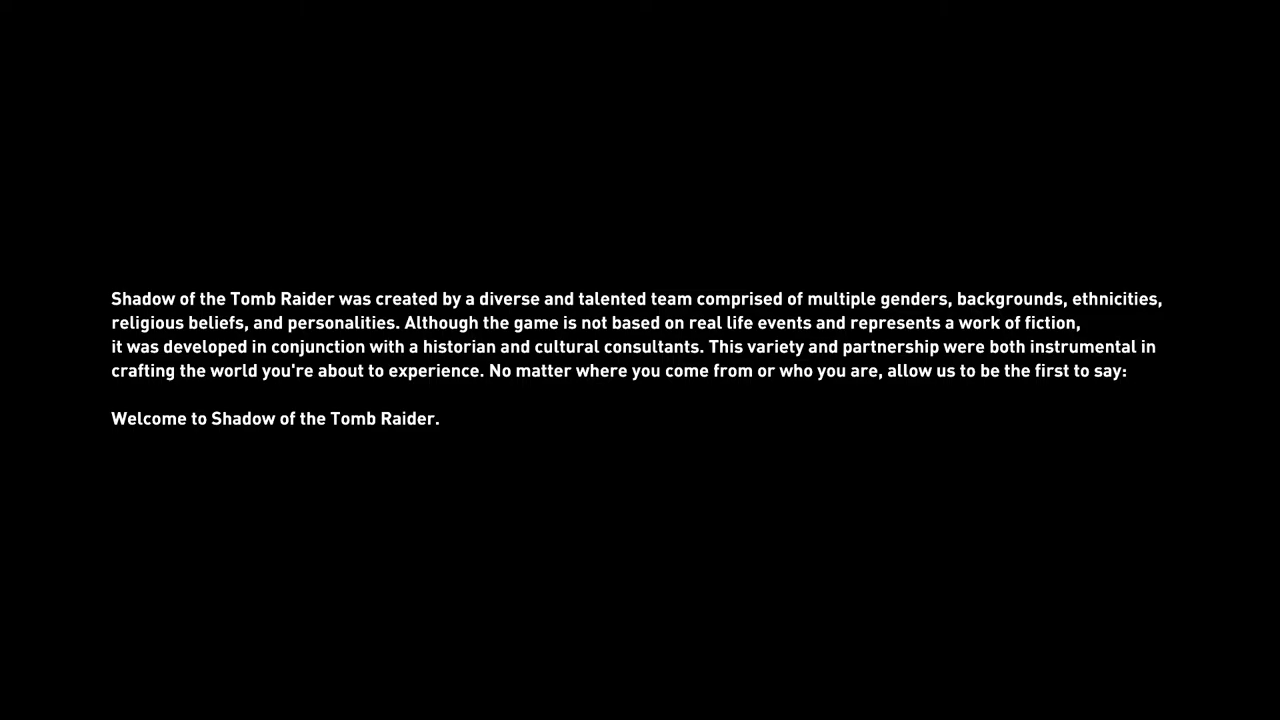 Shadow of the Tomb Raider was created by a diverse and talented team comprised of multiple genders, backgrounds, ethnicities,
religious beliefs, and personalities. Although the game is not based on real life events and represents a work of fiction,
it was developed in conjunction with a historian and cultural consultants. This variety and partnership were both instrumental in
crafting the world you're about to experience. No matter where you come from or who you are, allow us to be the first to say:
Welcome to Shadow of the Tomb Raider.